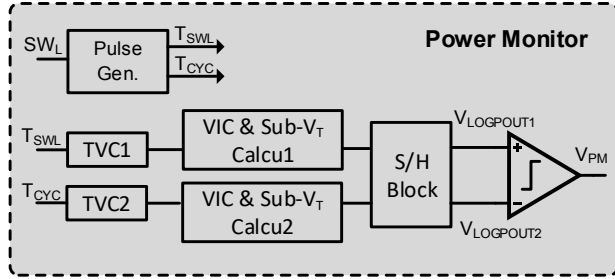 Power Monitor
SWL
Pulse
Gen.
TSWL
TCYC
TSWL
TVC1
VIC & Sub-VT
Calcu1
TCYC
TVC2
VIC & Sub-VT
Calcu2
S/H
Block
VLOGPOUT1
+
−
VLOGPOUT2
VPM